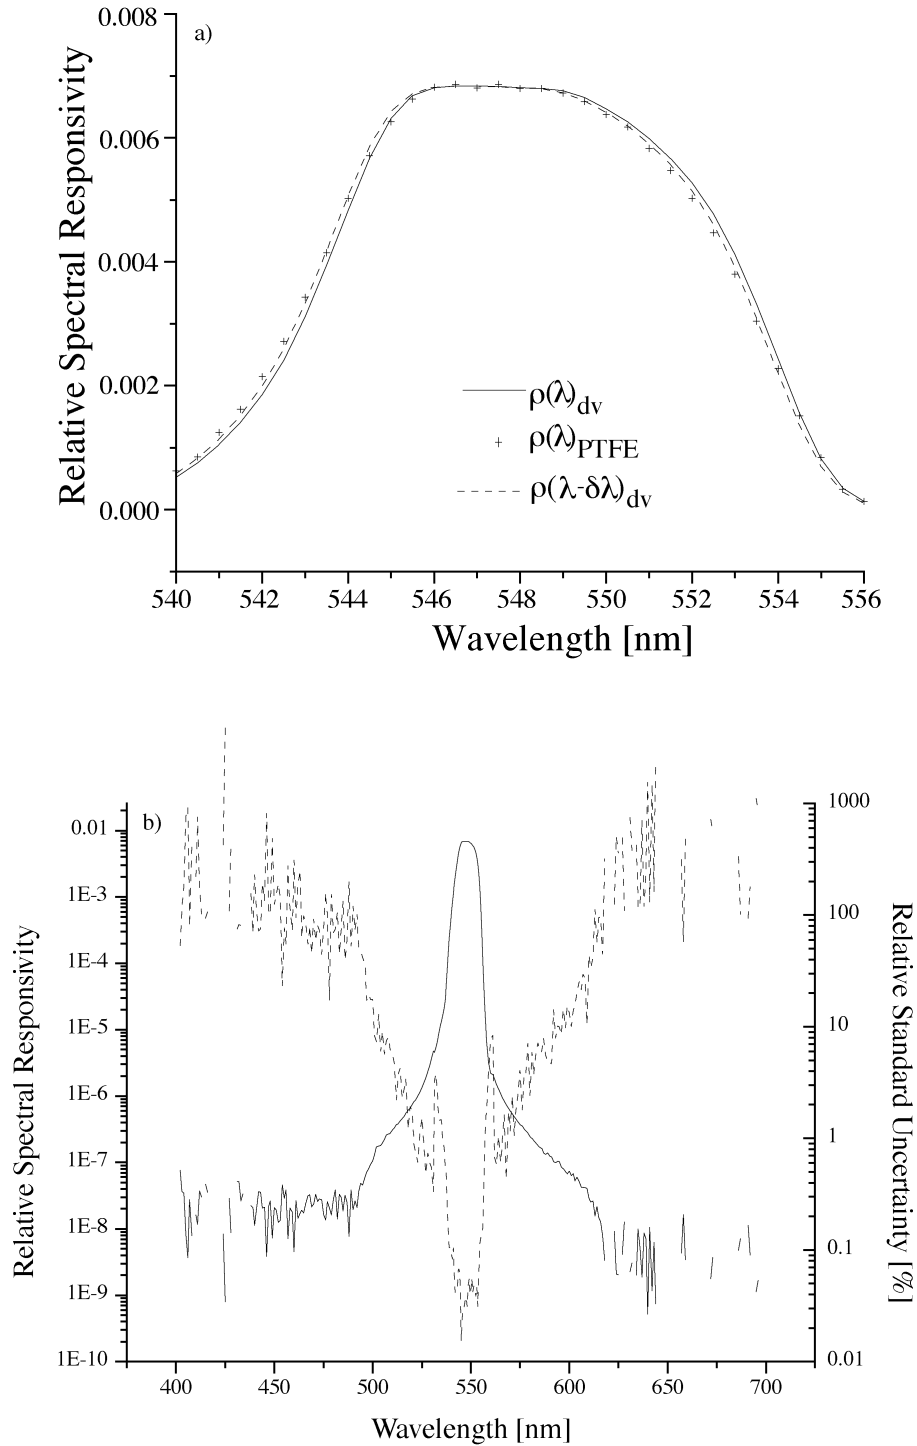 0.008
a)
0.006
0.004
0.002
0.000
Relative Spectral Responsivity
ρ(λ)dv
ρ(λ)PTFE
ρ(λ-δλ)dv
540 542 544 546 548 550 552 554 556
Wavelength [nm]
b)
0.01
1E-3
1E-4
1E-5
1E-6
1E-7
1E-8
1E-9
1E-10
Relative Spectral Responsivity
1000
100
10
1
0.1
0.01
Relative Standard Uncertainty [%]
400 450 500 550 600 650 700
Wavelength [nm]